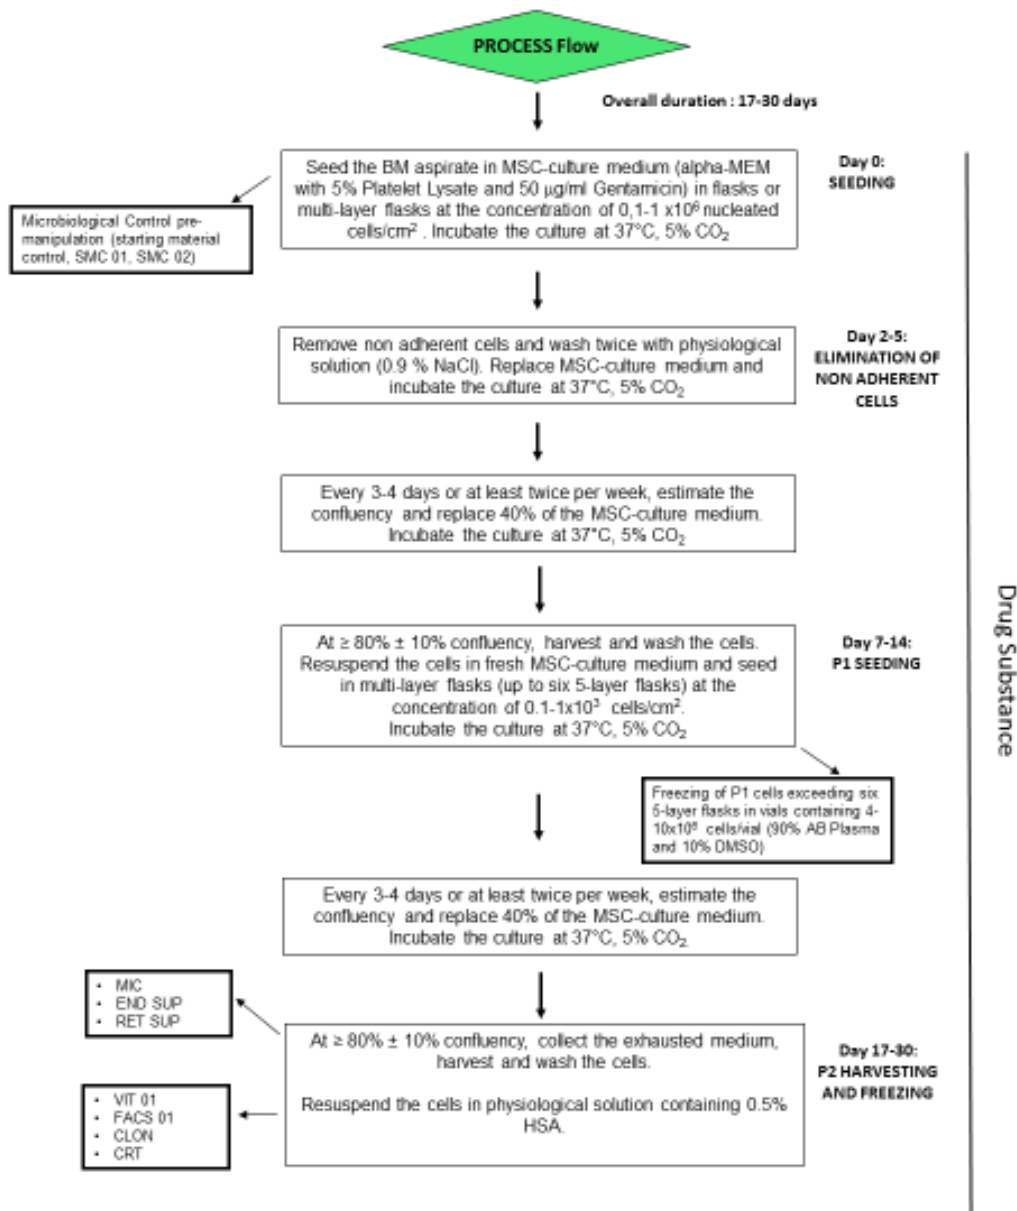 PROCESS Flow
Overall duration : 17-30 days
Seed the BM aspirate in MSC-culture medium (alpha-MEM
with 5% Platelet Lysate and 50 µg/ml Gentamicin) in flasks or
multi-layer flasks at the concentration of 0,1-1 x10⁶ nucleated
cells/cm² . Incubate the culture at 37°C, 5% CO₂
Day 0:
SEEDING
Microbiological Control pre-
manipulation (starting material
control, SMC 01, SMC 02)
Remove non adherent cells and wash twice with physiological
solution (0.9 % NaCl). Replace MSC-culture medium and
incubate the culture at 37°C, 5% CO₂
Day 2-5:
ELIMINATION OF
NON ADHERENT
CELLS
Every 3-4 days or at least twice per week, estimate the
confluency and replace 40% of the MSC-culture medium.
Incubate the culture at 37°C, 5% CO₂
At ≥ 80% ± 10% confluency, harvest and wash the cells.
Resuspend the cells in fresh MSC-culture medium and seed
in multi-layer flasks (up to six 5-layer flasks) at the
concentration of 0.1-1x10³ cells/cm².
Incubate the culture at 37°C, 5% CO₂
Day 7-14:
P1 SEEDING
Freezing of P1 cells exceeding six
5-layer flasks in vials containing 4-
10x10⁶ cells/vial (90% AB Plasma
and 10% DMSO)
Every 3-4 days or at least twice per week, estimate the
confluency and replace 40% of the MSC-culture medium.
Incubate the culture at 37°C, 5% CO₂
• MIC
• END SUP
• RET SUP
At ≥ 80% ± 10% confluency, collect the exhausted medium,
harvest and wash the cells.
Resuspend the cells in physiological solution containing 0.5%
HSA.
Day 17-30:
P2 HARVESTING
AND FREEZING
• VIT 01
• FACS 01
• CLON
• CRT
Drug Substance